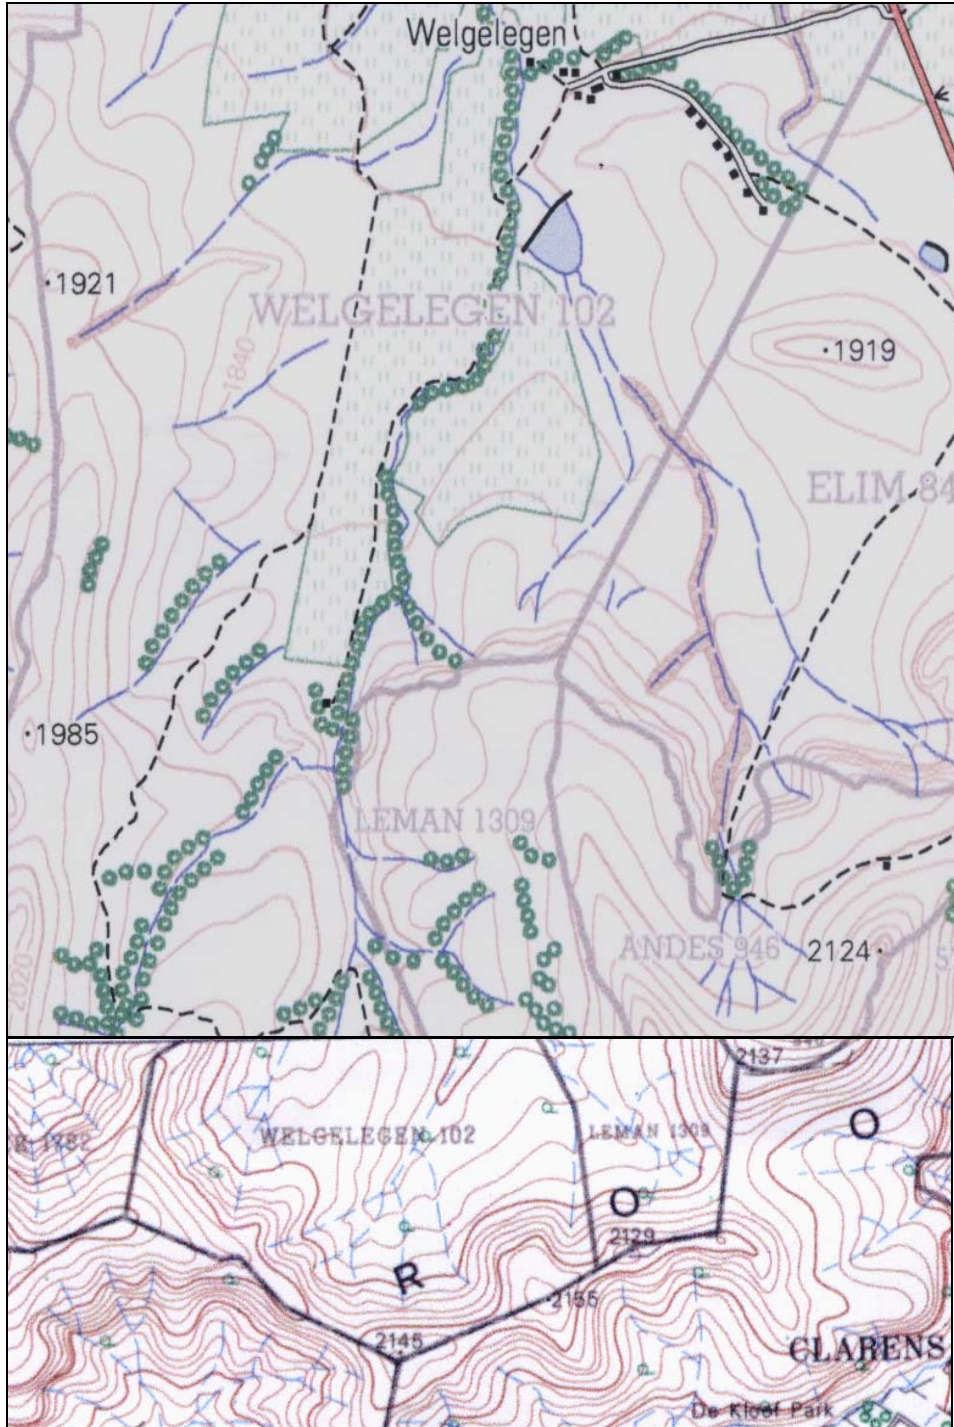 Welgelegen
1921
WELGELEGEN 102
1919
1840
ELIM 84
1985
LEMAN 1309
ANDES 946
2124
2020
2137
WELGELEGEN 102
LEMAN 1309
O
O
2129
R
2155
2145
CLARENS
De Kloof Park